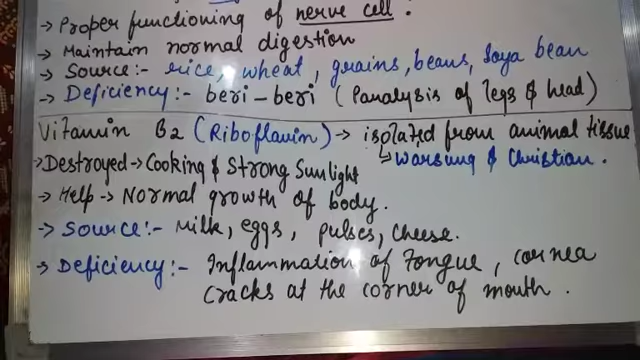 → Proper functioning of nerve cell.
→ Maintain normal digestion
→ Source:- rice, wheat, grains, beans, Soya bean
→ Deficiency:- beri-beri (Paralysis of legs & head)
Vitamin B2 (Riboflavin) → isolated from animal tissue
↳ Warsung & Christian.
→ Destroyed → Cooking & Strong Sunlight
→ Help → Normal growth of body.
→ Source:- Milk, eggs, pulses, cheese.
→ Deficiency:- Inflammation of Tongue, cornea
cracks at the corner of mouth.